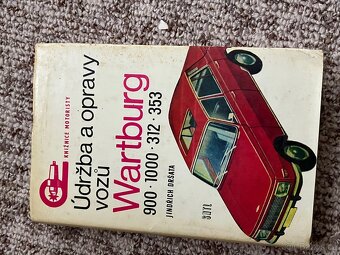 KNIŽNICE MOTORISTY
Údržba a opravy
vozů
Wartburg
900 · 1000 · 312 · 353
JINDŘICH DRŠATA
SNTL